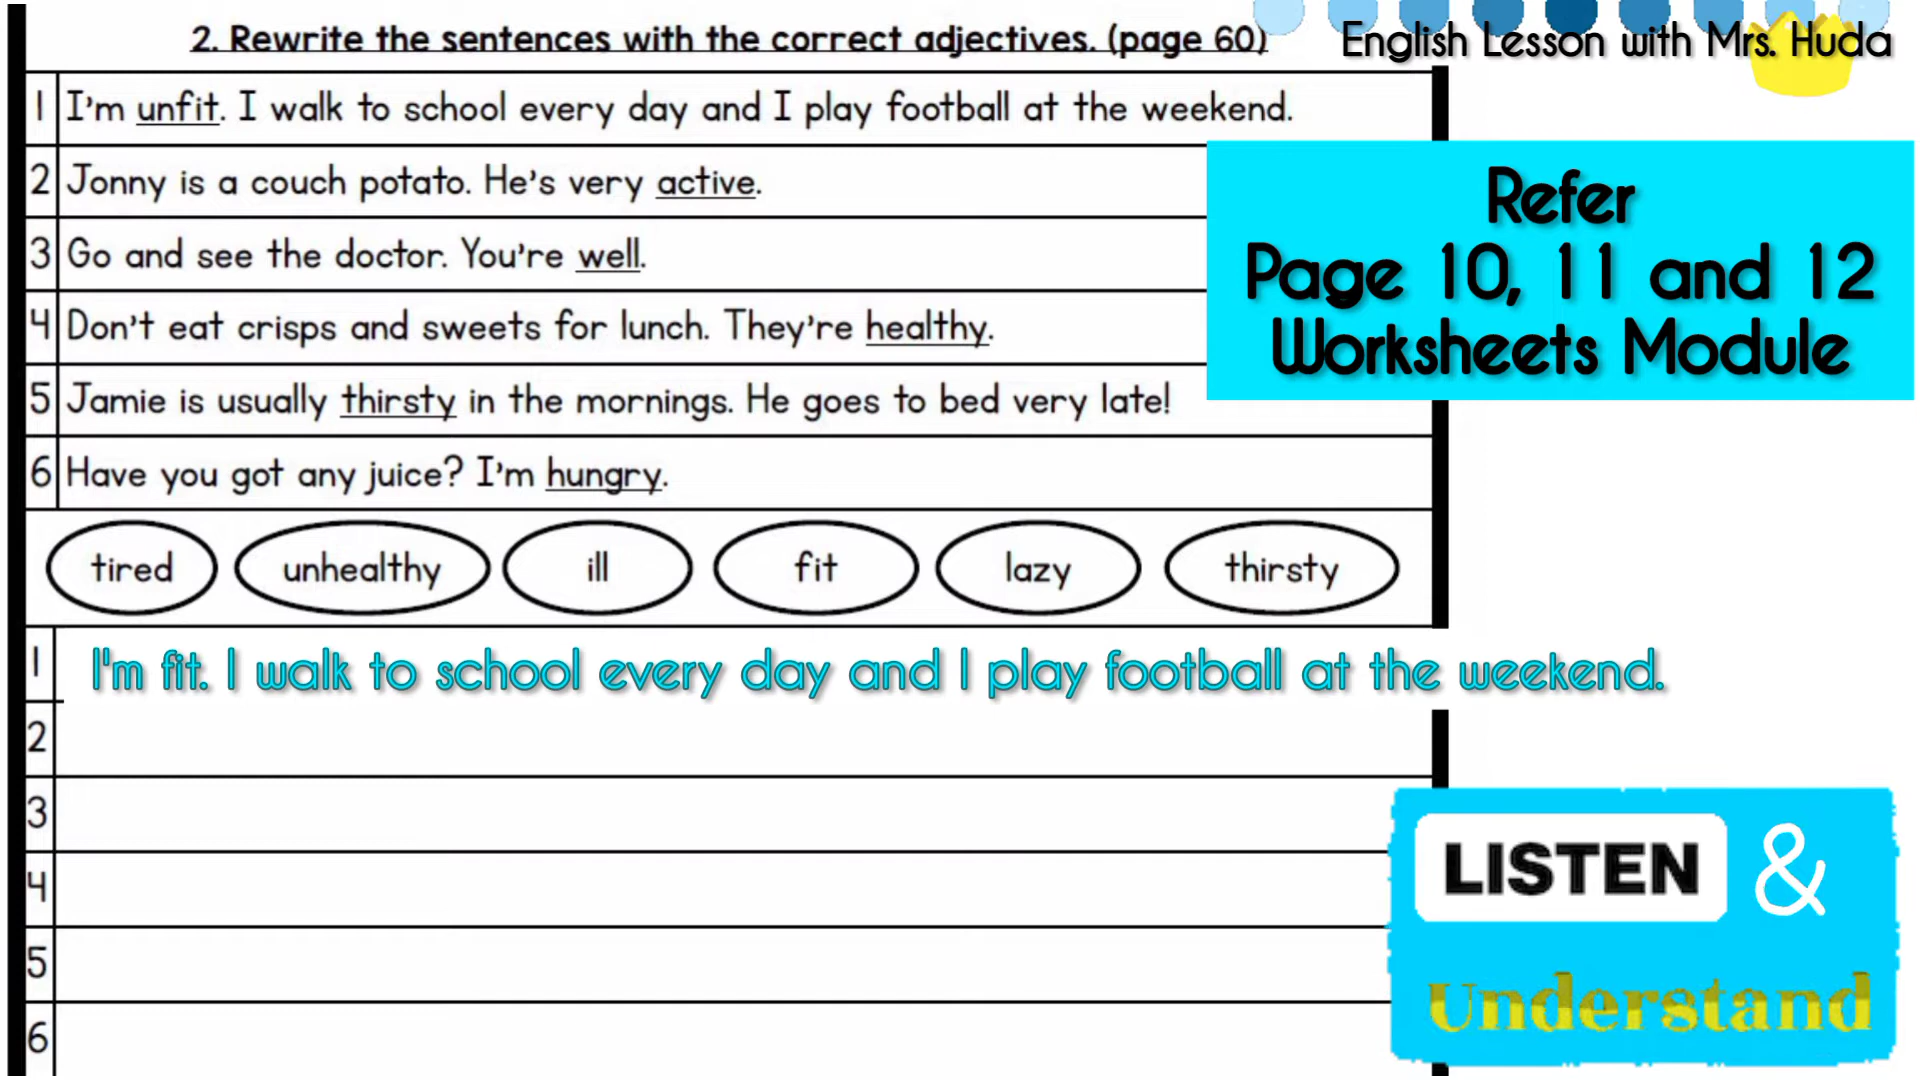 2. Rewrite the sentences with the correct adjectives. (page 60)
English Lesson with Mrs. Huda
1 I'm unfit. I walk to school every day and I play football at the weekend.
2 Jonny is a couch potato. He's very active.
3 Go and see the doctor. You're well.
4 Don't eat crisps and sweets for lunch. They're healthy.
5 Jamie is usually thirsty in the mornings. He goes to bed very late!
6 Have you got any juice? I'm hungry.
Refer
Page 10, 11 and 12
Worksheets Module
tired unhealthy ill fit lazy thirsty
1 I'm fit. I walk to school every day and I play football at the weekend.
2
3
4
5
6
LISTEN &
Understand